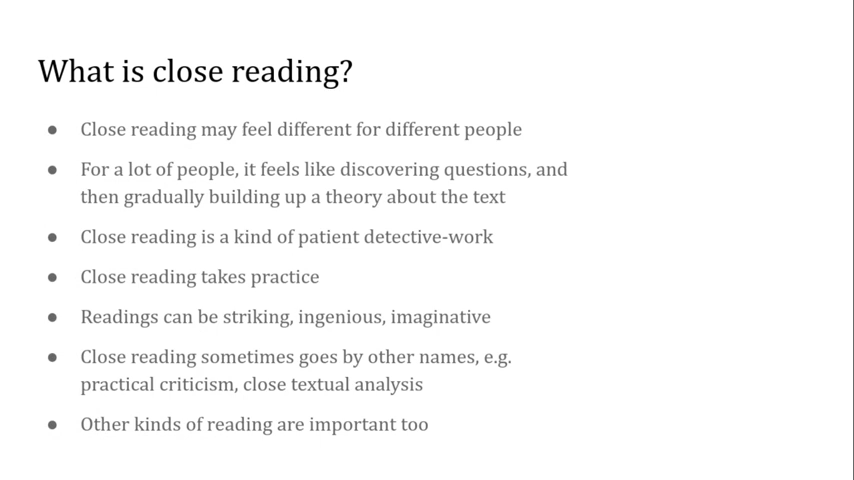 What is close reading?
● Close reading may feel different for different people
● For a lot of people, it feels like discovering questions, and
then gradually building up a theory about the text
● Close reading is a kind of patient detective-work
● Close reading takes practice
● Readings can be striking, ingenious, imaginative
● Close reading sometimes goes by other names, e.g.
practical criticism, close textual analysis
● Other kinds of reading are important too